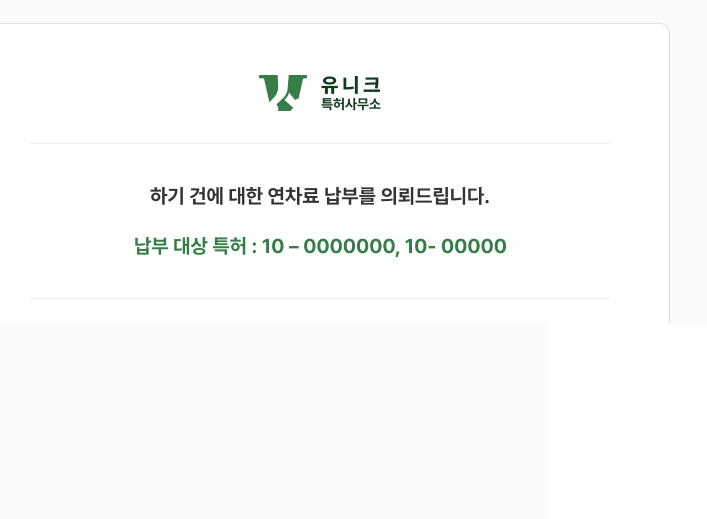 유니크
특허사무소
하기 건에 대한 연차료 납부를 의뢰드립니다.
납부 대상 특허 : 10 – 0000000, 10- 00000